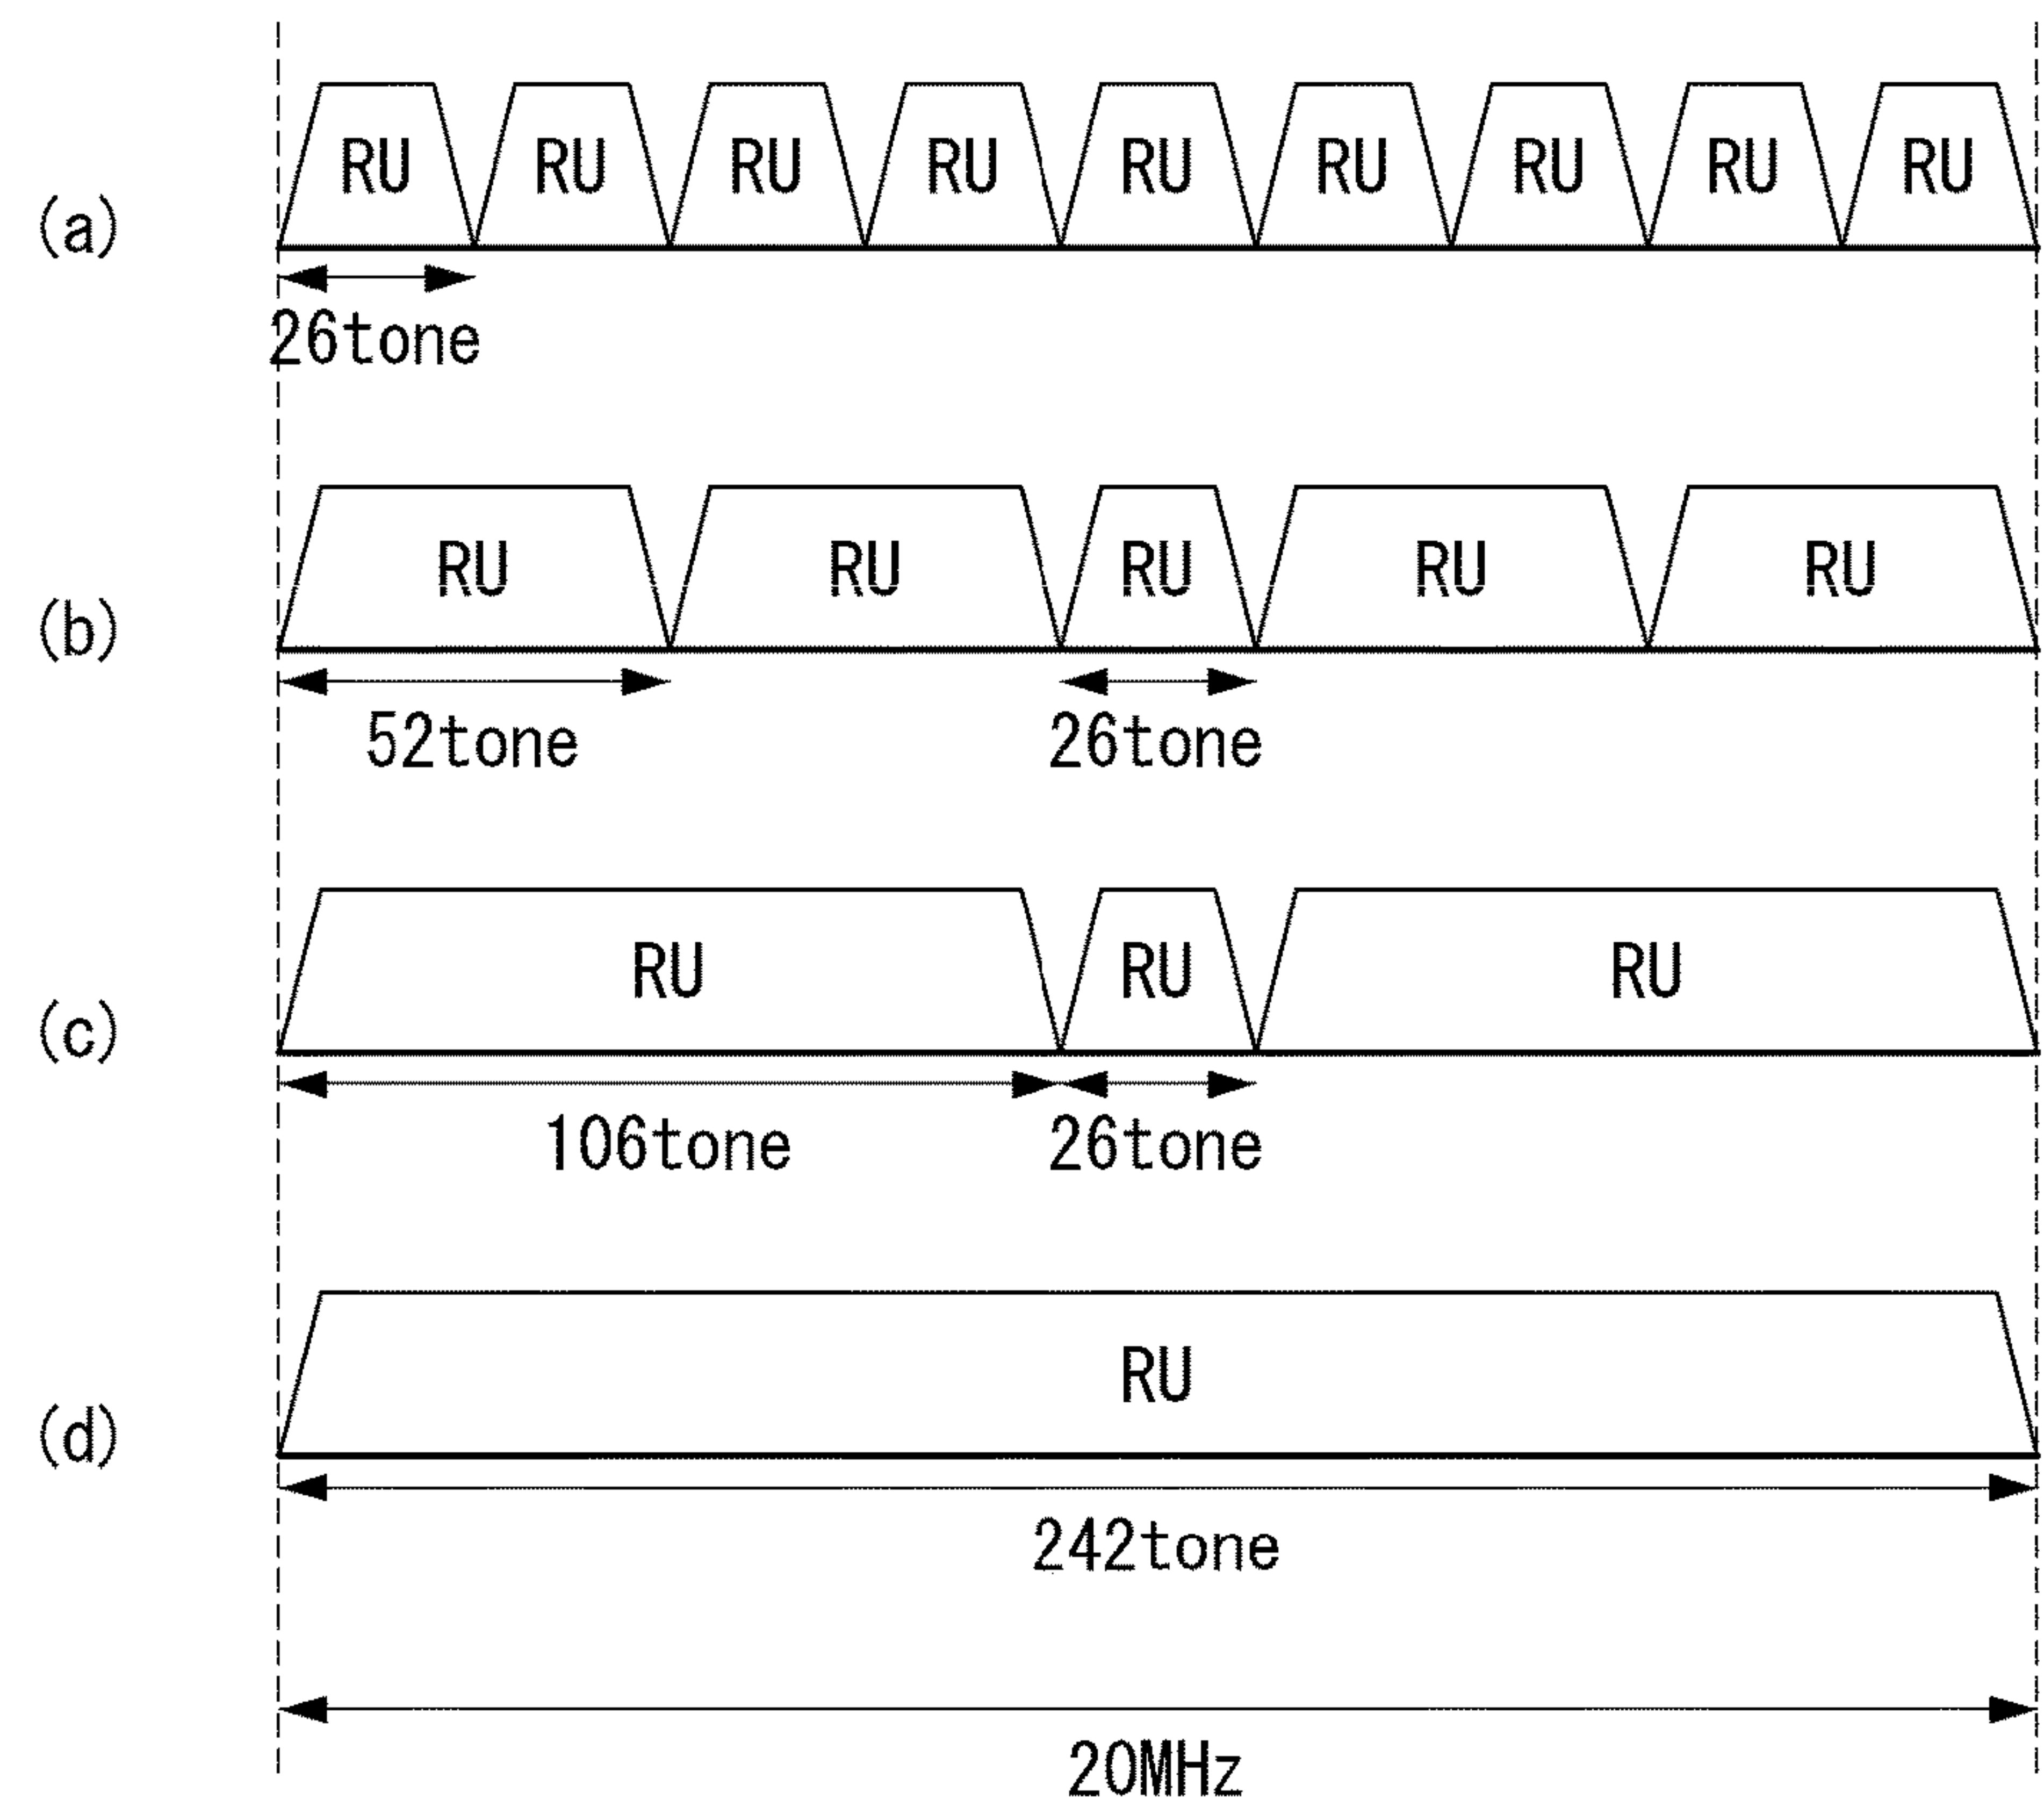 RU RU RU RU RU RU RU RU RU
(a)
26tone
RU RU RU RU RU
(b)
52tone 26tone
RU RU RU
(c)
106tone 26tone
RU
(d)
242tone
20MHz